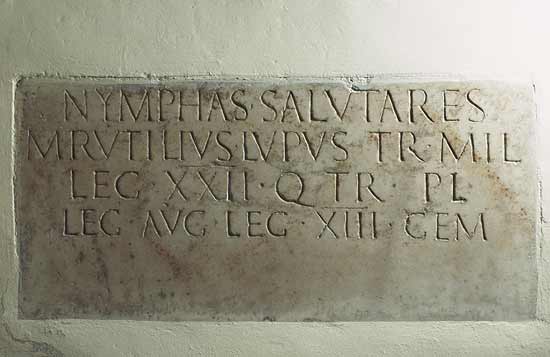 NYMPHAS·SALVTARES
M RVTILIVS LVPVS TR·MIL
LEG XXII·Q TR PL
LEG AVG LEG·XIII·GEM